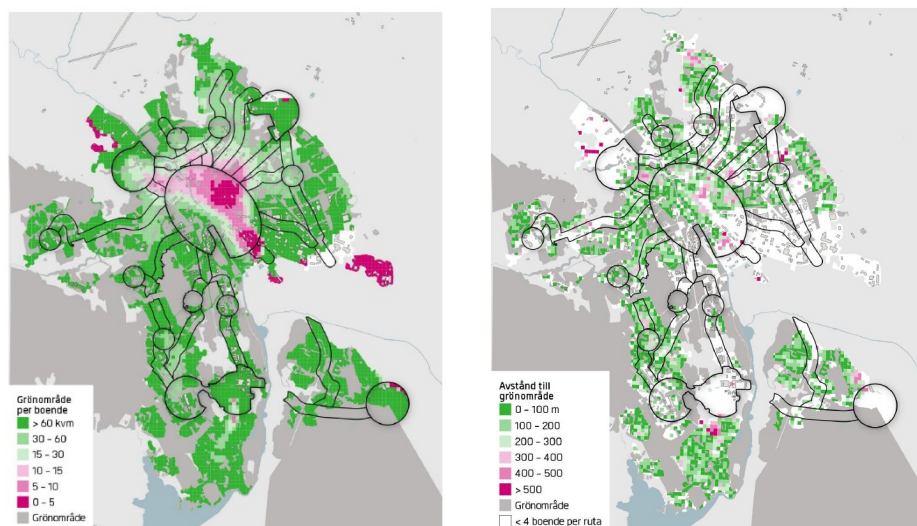 Grönområde
per boende
> 60 kvm
30 – 60
15 – 30
10 – 15
5 – 10
0 – 5
Grönområde
Avstånd till
grönområde
0 – 100 m
100 – 200
200 – 300
300 – 400
400 – 500
> 500
Grönområde
< 4 boende per ruta